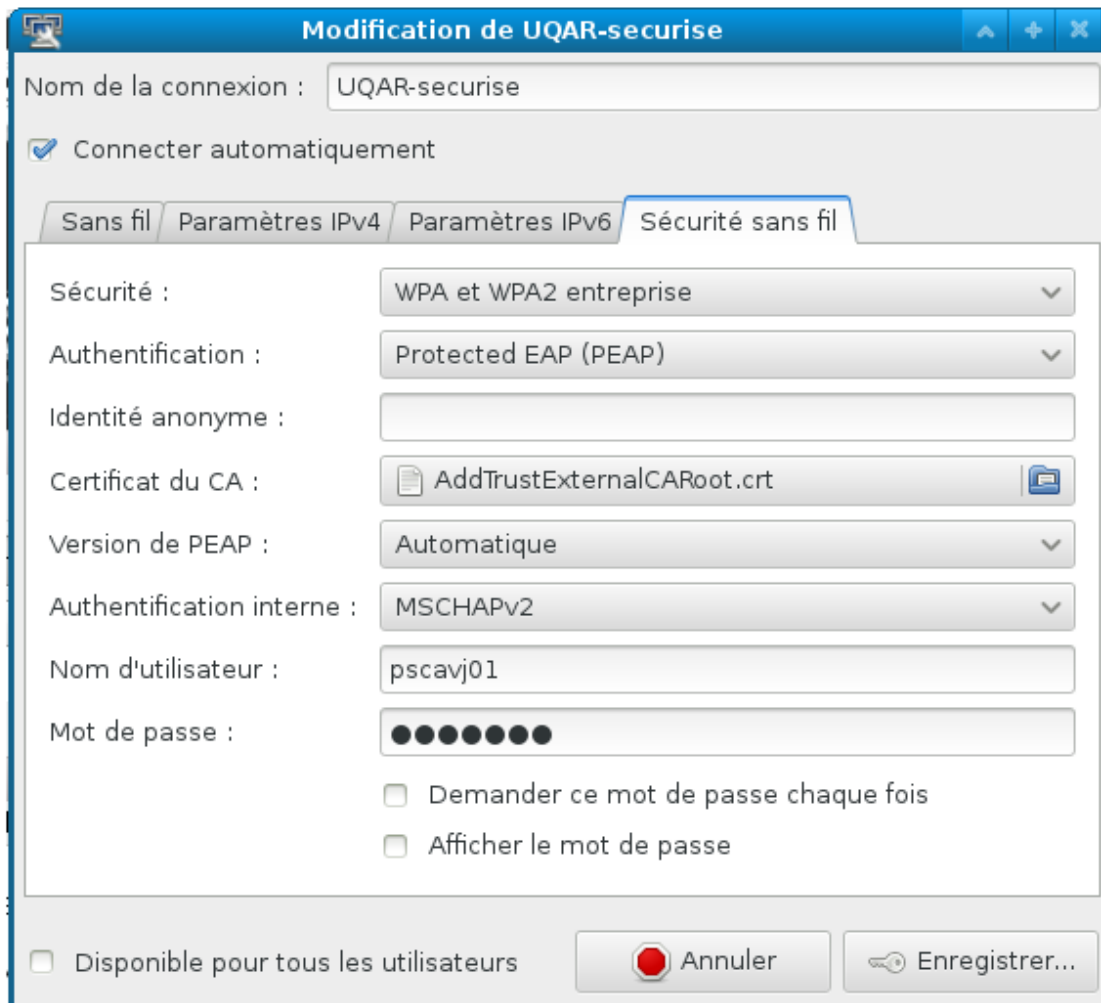 Modification de UQAR-securise
Nom de la connexion : UQAR-securise
Connecter automatiquement
Sans fil Paramètres IPv4 Paramètres IPv6 Sécurité sans fil
Sécurité : WPA et WPA2 entreprise
Authentification : Protected EAP (PEAP)
Identité anonyme :
Certificat du CA : AddTrustExternalCARoot.crt
Version de PEAP : Automatique
Authentification interne : MSCHAPv2
Nom d'utilisateur : pscavj01
Mot de passe : ●●●●●●●
Demander ce mot de passe chaque fois
Afficher le mot de passe
Disponible pour tous les utilisateurs Annuler Enregistrer...